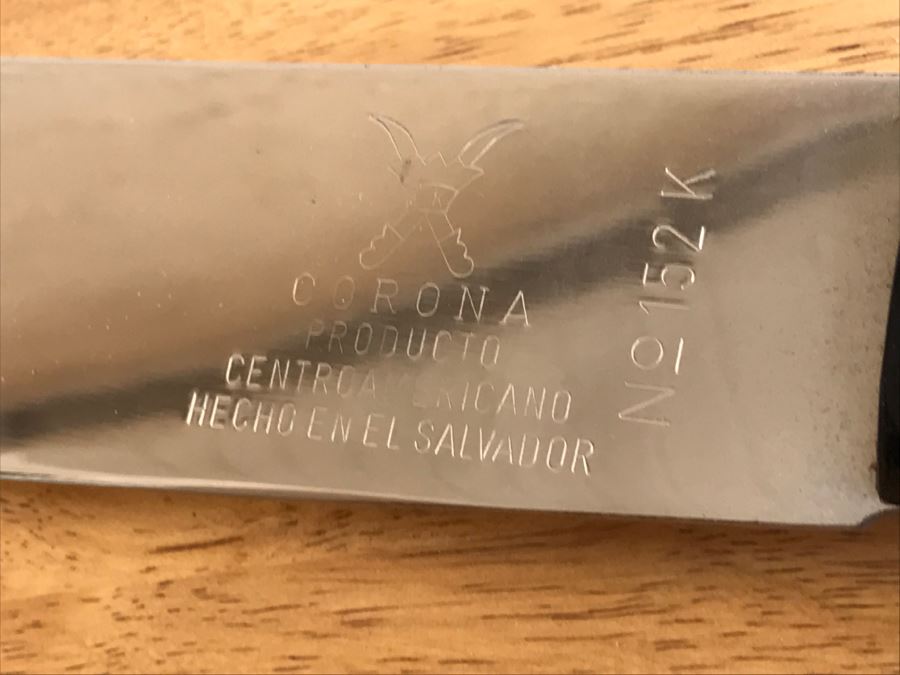 CORONA
PRODUCTO
CENTROAMERICANO
HECHO EN EL SALVADOR
Nº 152 K